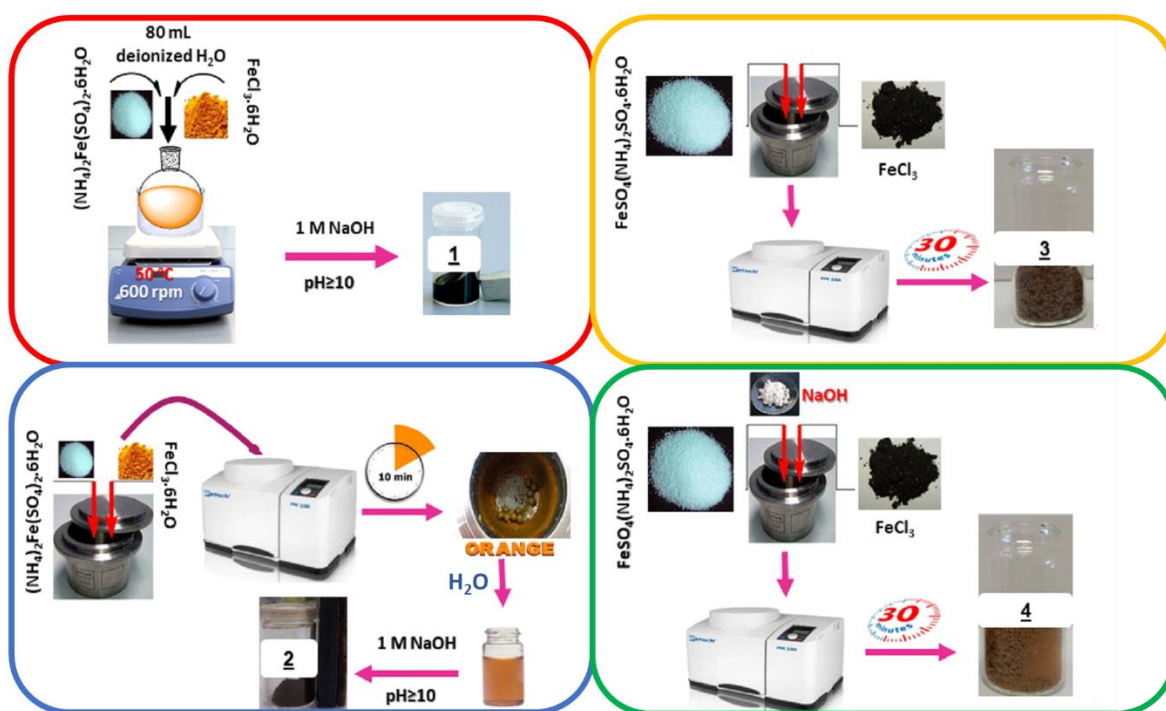 80 mL
deionized H₂O
(NH₄)₂Fe(SO₄)₂.6H₂O
FeCl₃.6H₂O
50 °C
600 rpm
1 M NaOH
pH≥10
1
FeSO₄(NH₄)₂SO₄.6H₂O
FeCl₃
30
minutes
3
(NH₄)₂Fe(SO₄)₂.6H₂O
FeCl₃.6H₂O
10 min
ORANGE
H₂O
1 M NaOH
pH≥10
2
NaOH
FeSO₄(NH₄)₂SO₄.6H₂O
FeCl₃
30
minutes
4